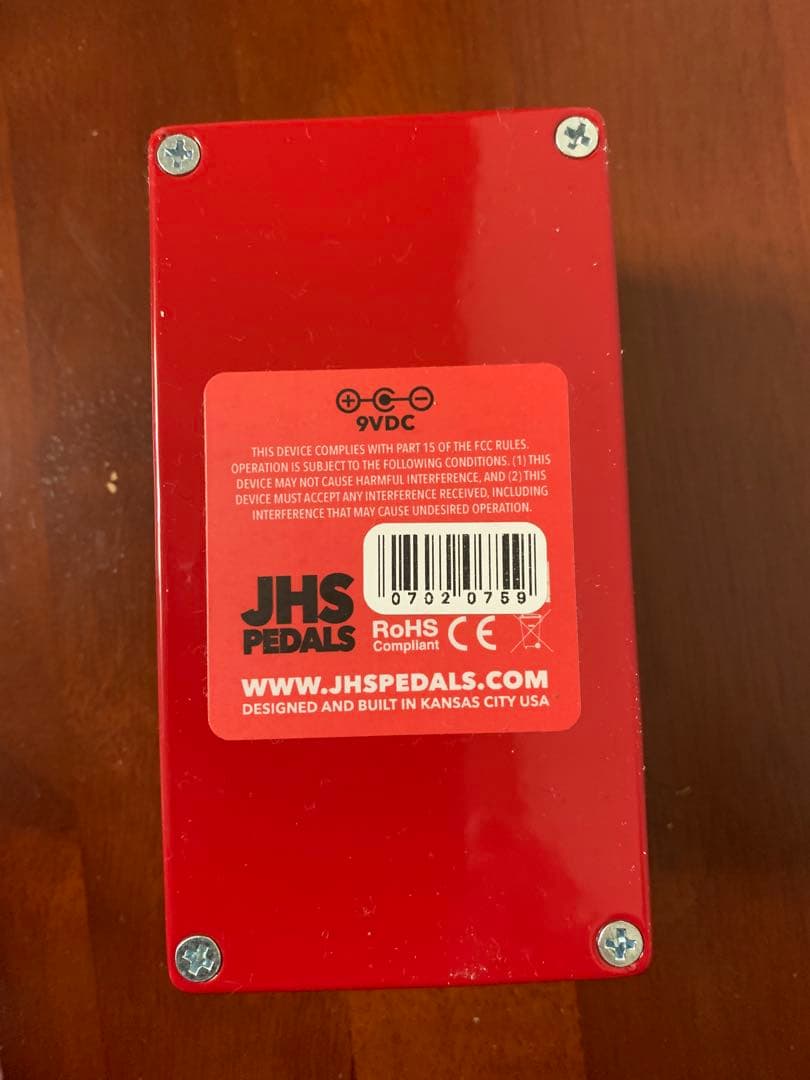 9VDC
THIS DEVICE COMPLIES WITH PART 15 OF THE FCC RULES.
OPERATION IS SUBJECT TO THE FOLLOWING CONDITIONS. (1) THIS
DEVICE MAY NOT CAUSE HARMFUL INTERFERENCE, AND (2) THIS
DEVICE MUST ACCEPT ANY INTERFERENCE RECEIVED, INCLUDING
INTERFERENCE THAT MAY CAUSE UNDESIRED OPERATION.
0702 0759
JHS
PEDALS
RoHS
Compliant
CE
WWW.JHSPEDALS.COM
DESIGNED AND BUILT IN KANSAS CITY USA